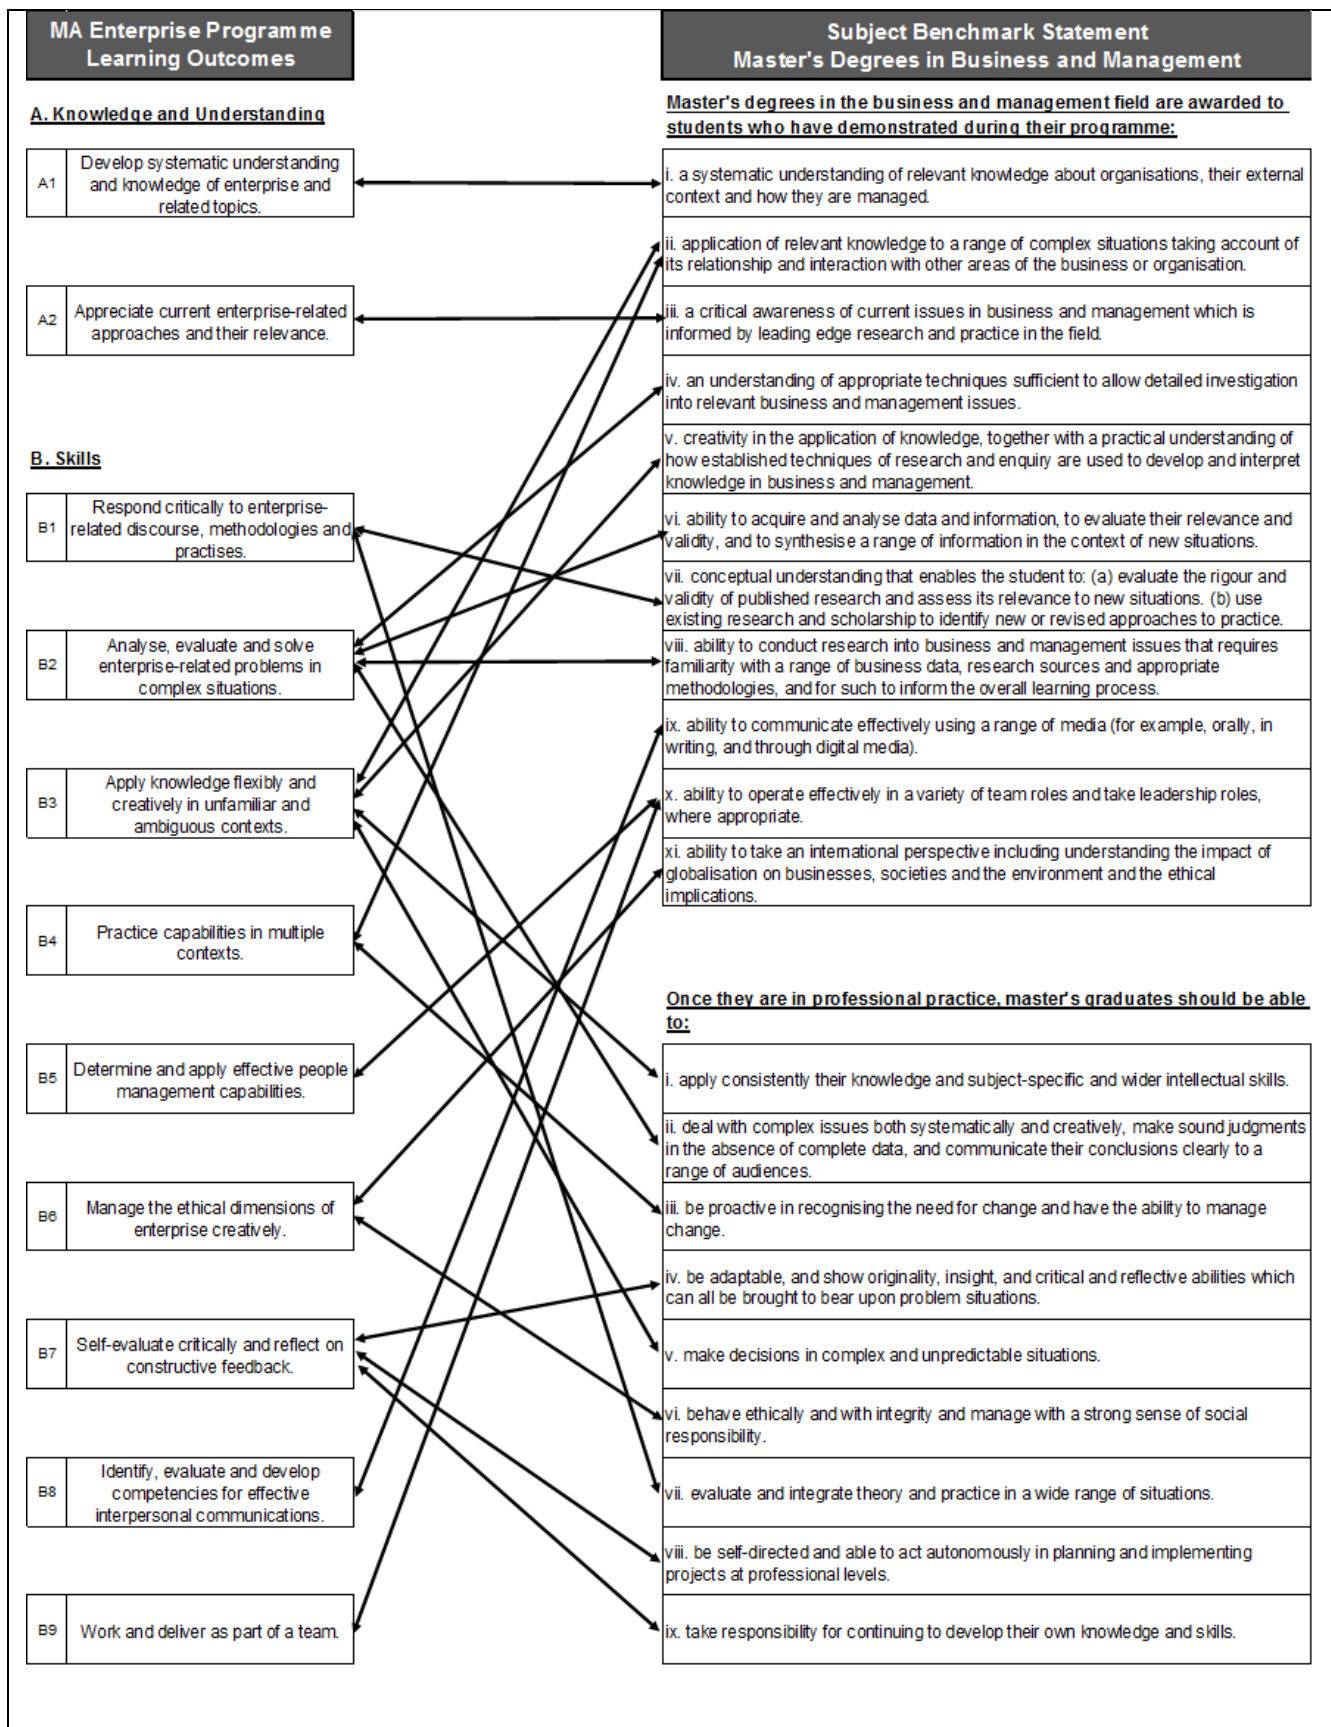 MA Enterprise Programme
Learning Outcomes
A. Knowledge and Understanding
A1
Develop systematic understanding
and knowledge of enterprise and
related topics.
A2
Appreciate current enterprise-related
approaches and their relevance.
B. Skills
B1
Respond critically to enterprise-
related discourse, methodologies and
practises.
B2
Analyse, evaluate and solve
enterprise-related problems in
complex situations.
B3
Apply knowledge flexibly and
creatively in unfamiliar and
ambiguous contexts.
B4
Practice capabilities in multiple
contexts.
B5
Determine and apply effective people
management capabilities.
B6
Manage the ethical dimensions of
enterprise creatively.
B7
Self-evaluate critically and reflect on
constructive feedback.
B8
Identify, evaluate and develop
competencies for effective
interpersonal communications.
B9
Work and deliver as part of a team.
Subject Benchmark Statement
Master's Degrees in Business and Management
Master's degrees in the business and management field are awarded to
students who have demonstrated during their programme:
i. a systematic understanding of relevant knowledge about organisations, their external
context and how they are managed.
ii. application of relevant knowledge to a range of complex situations taking account of
its relationship and interaction with other areas of the business or organisation.
iii. a critical awareness of current issues in business and management which is
informed by leading edge research and practice in the field.
iv. an understanding of appropriate techniques sufficient to allow detailed investigation
into relevant business and management issues.
v. creativity in the application of knowledge, together with a practical understanding of
how established techniques of research and enquiry are used to develop and interpret
knowledge in business and management.
vi. ability to acquire and analyse data and information, to evaluate their relevance and
validity, and to synthesise a range of information in the context of new situations.
vii. conceptual understanding that enables the student to: (a) evaluate the rigour and
validity of published research and assess its relevance to new situations. (b) use
existing research and scholarship to identify new or revised approaches to practice.
viii. ability to conduct research into business and management issues that requires
familiarity with a range of business data, research sources and appropriate
methodologies, and for such to inform the overall learning process.
ix. ability to communicate effectively using a range of media (for example, orally, in
writing, and through digital media).
x. ability to operate effectively in a variety of team roles and take leadership roles,
where appropriate.
xi. ability to take an international perspective including understanding the impact of
globalisation on businesses, societies and the environment and the ethical
implications.
Once they are in professional practice, master's graduates should be able
to:
i. apply consistently their knowledge and subject-specific and wider intellectual skills.
ii. deal with complex issues both systematically and creatively, make sound judgments
in the absence of complete data, and communicate their conclusions clearly to a
range of audiences.
iii. be proactive in recognising the need for change and have the ability to manage
change.
iv. be adaptable, and show originality, insight, and critical and reflective abilities which
can all be brought to bear upon problem situations.
v. make decisions in complex and unpredictable situations.
vi. behave ethically and with integrity and manage with a strong sense of social
responsibility.
vii. evaluate and integrate theory and practice in a wide range of situations.
viii. be self-directed and able to act autonomously in planning and implementing
projects at professional levels.
ix. take responsibility for continuing to develop their own knowledge and skills.